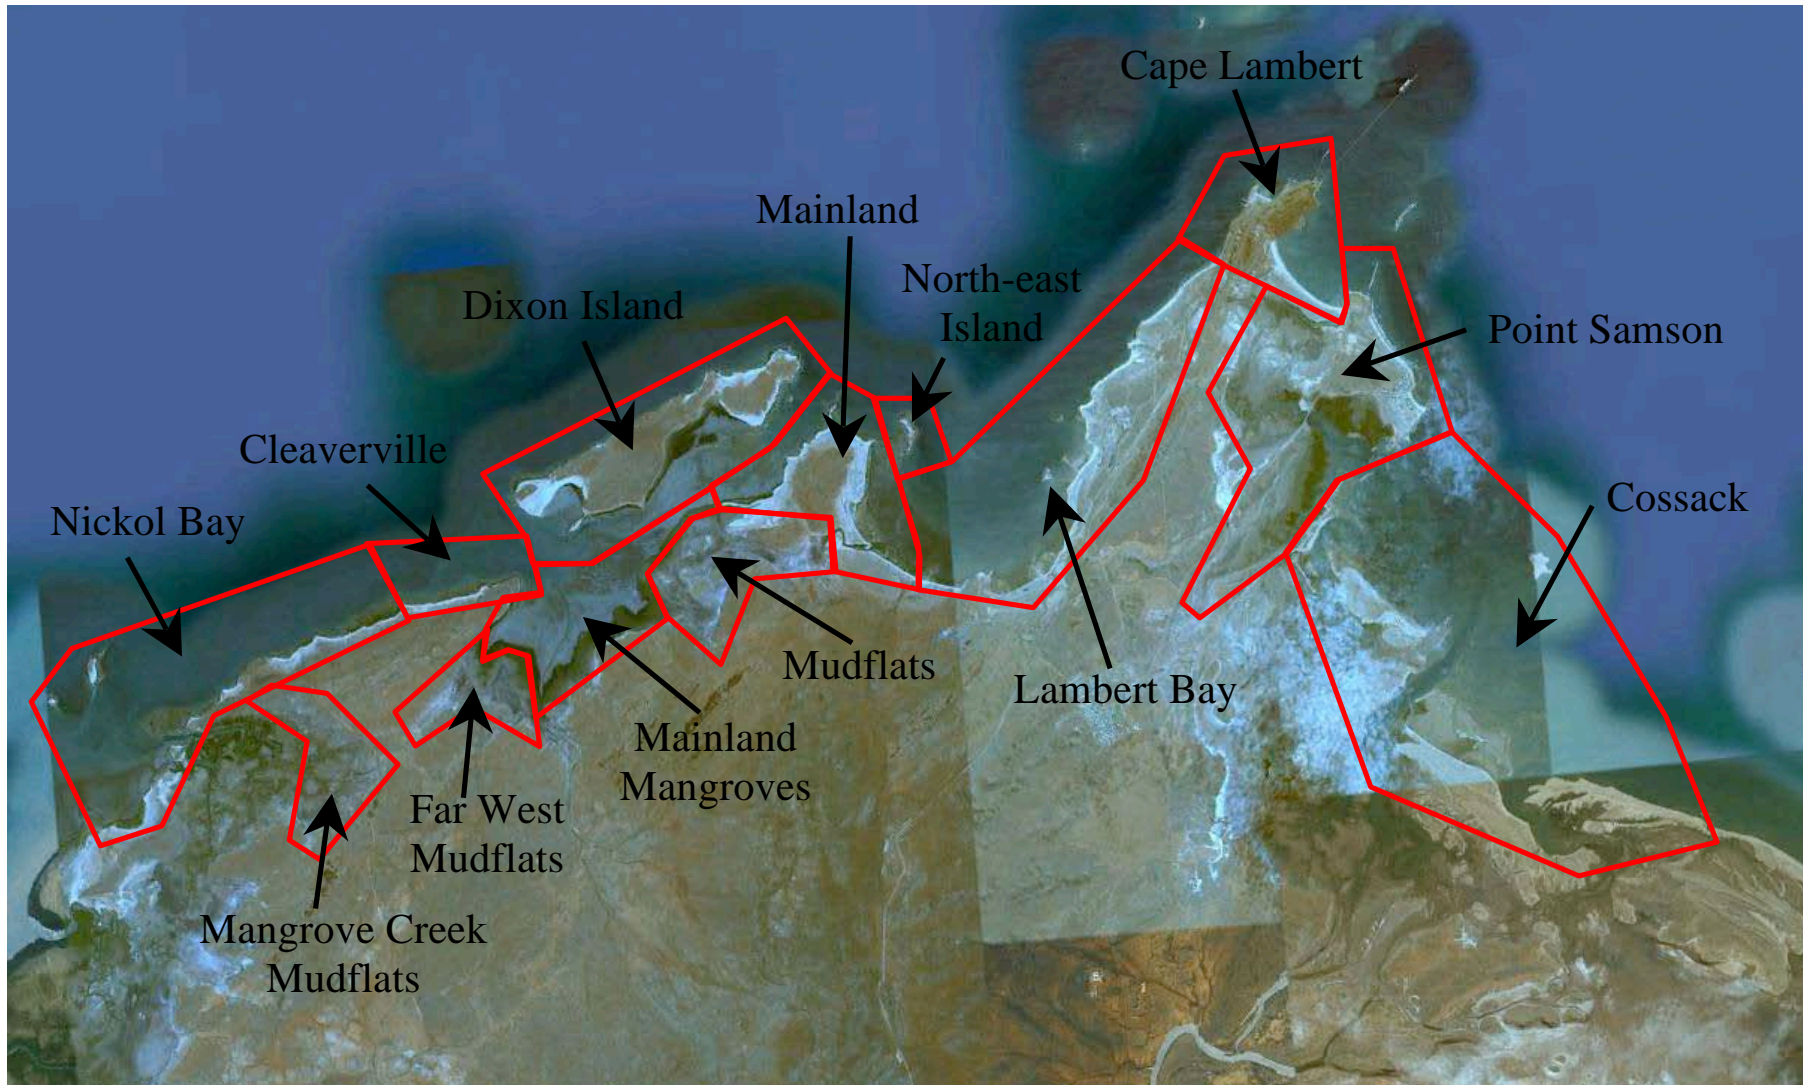 Cape Lambert
Mainland
North-east
Island
Dixon Island
Point Samson
Cleaverville
Nickol Bay
Cossack
Mudflats
Lambert Bay
Mainland
Mangroves
Far West
Mudflats
Mangrove Creek
Mudflats